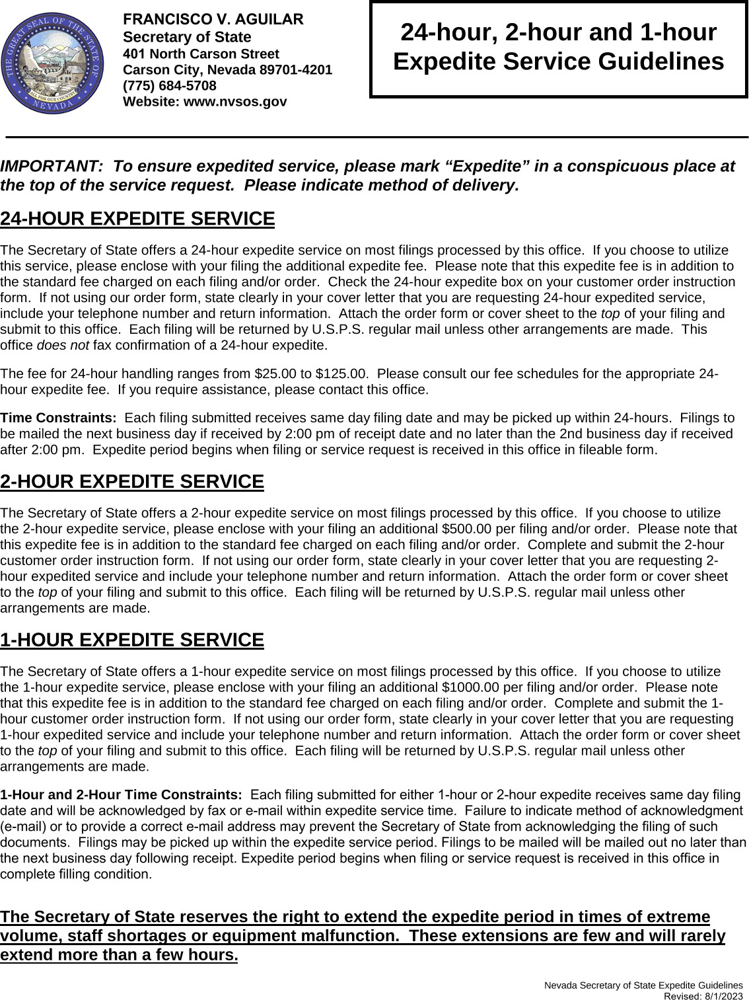 THE GREAT SEAL OF THE STATE OF
NEVADA
ALL FOR OUR COUNTRY
FRANCISCO V. AGUILAR
Secretary of State
401 North Carson Street
Carson City, Nevada 89701-4201
(775) 684-5708
Website: www.nvsos.gov
24-hour, 2-hour and 1-hour
Expedite Service Guidelines
IMPORTANT:  To ensure expedited service, please mark “Expedite” in a conspicuous place at
the top of the service request.  Please indicate method of delivery.
24-HOUR EXPEDITE SERVICE
The Secretary of State offers a 24-hour expedite service on most filings processed by this office.  If you choose to utilize
this service, please enclose with your filing the additional expedite fee.  Please note that this expedite fee is in addition to
the standard fee charged on each filing and/or order.  Check the 24-hour expedite box on your customer order instruction
form.  If not using our order form, state clearly in your cover letter that you are requesting 24-hour expedited service,
include your telephone number and return information.  Attach the order form or cover sheet to the top of your filing and
submit to this office.  Each filing will be returned by U.S.P.S. regular mail unless other arrangements are made.  This
office does not fax confirmation of a 24-hour expedite.
The fee for 24-hour handling ranges from $25.00 to $125.00.  Please consult our fee schedules for the appropriate 24-
hour expedite fee.  If you require assistance, please contact this office.
Time Constraints:  Each filing submitted receives same day filing date and may be picked up within 24-hours.  Filings to
be mailed the next business day if received by 2:00 pm of receipt date and no later than the 2nd business day if received
after 2:00 pm.  Expedite period begins when filing or service request is received in this office in fileable form.
2-HOUR EXPEDITE SERVICE
The Secretary of State offers a 2-hour expedite service on most filings processed by this office.  If you choose to utilize
the 2-hour expedite service, please enclose with your filing an additional $500.00 per filing and/or order.  Please note that
this expedite fee is in addition to the standard fee charged on each filing and/or order.  Complete and submit the 2-hour
customer order instruction form.  If not using our order form, state clearly in your cover letter that you are requesting 2-
hour expedited service and include your telephone number and return information.  Attach the order form or cover sheet
to the top of your filing and submit to this office.  Each filing will be returned by U.S.P.S. regular mail unless other
arrangements are made.
1-HOUR EXPEDITE SERVICE
The Secretary of State offers a 1-hour expedite service on most filings processed by this office.  If you choose to utilize
the 1-hour expedite service, please enclose with your filing an additional $1000.00 per filing and/or order.  Please note
that this expedite fee is in addition to the standard fee charged on each filing and/or order.  Complete and submit the 1-
hour customer order instruction form.  If not using our order form, state clearly in your cover letter that you are requesting
1-hour expedited service and include your telephone number and return information.  Attach the order form or cover sheet
to the top of your filing and submit to this office.  Each filing will be returned by U.S.P.S. regular mail unless other
arrangements are made.
1-Hour and 2-Hour Time Constraints:  Each filing submitted for either 1-hour or 2-hour expedite receives same day filing
date and will be acknowledged by fax or e-mail within expedite service time.  Failure to indicate method of acknowledgment
(e-mail) or to provide a correct e-mail address may prevent the Secretary of State from acknowledging the filing of such
documents.  Filings may be picked up within the expedite service period. Filings to be mailed will be mailed out no later than
the next business day following receipt. Expedite period begins when filing or service request is received in this office in
complete filling condition.
The Secretary of State reserves the right to extend the expedite period in times of extreme
volume, staff shortages or equipment malfunction.  These extensions are few and will rarely
extend more than a few hours.
Nevada Secretary of State Expedite Guidelines
Revised: 8/1/2023